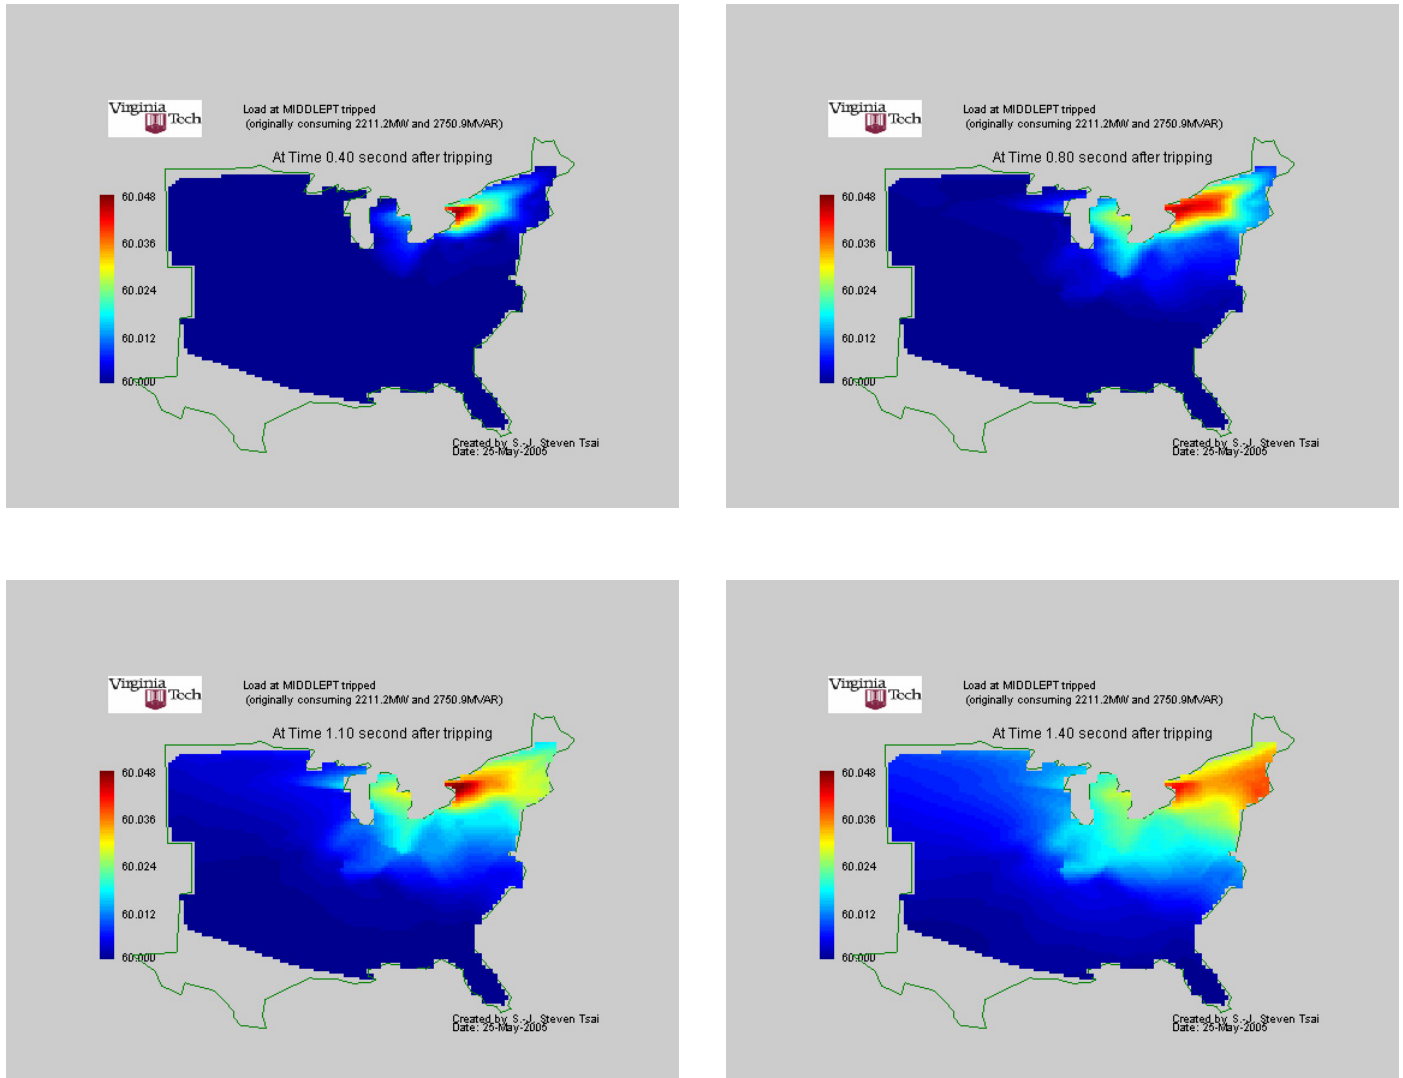 Virginia Tech
Load at MIDDLEPT tripped
(originally consuming 2211.2MW and 2750.9MVAR)
At Time 0.40 second after tripping
60.048
60.036
60.024
60.012
60.000
Created by S.-J. Steven Tsai
Date: 25-May-2005
Virginia Tech
Load at MIDDLEPT tripped
(originally consuming 2211.2MW and 2750.9MVAR)
At Time 0.80 second after tripping
60.048
60.036
60.024
60.012
60.000
Created by S.-J. Steven Tsai
Date: 25-May-2005
Virginia Tech
Load at MIDDLEPT tripped
(originally consuming 2211.2MW and 2750.9MVAR)
At Time 1.10 second after tripping
60.048
60.036
60.024
60.012
60.000
Created by S.-J. Steven Tsai
Date: 25-May-2005
Virginia Tech
Load at MIDDLEPT tripped
(originally consuming 2211.2MW and 2750.9MVAR)
At Time 1.40 second after tripping
60.048
60.036
60.024
60.012
60.000
Created by S.-J. Steven Tsai
Date: 25-May-2005